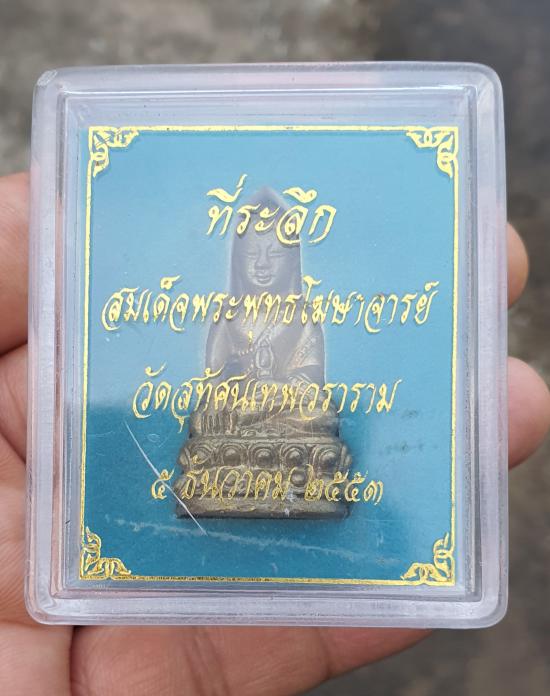 ที่ระลึก
สมเด็จพระพุทธโฆษาจารย์
วัดสุทัศนเทพวราราม
๕ ธันวาคม ๒๕๕๓